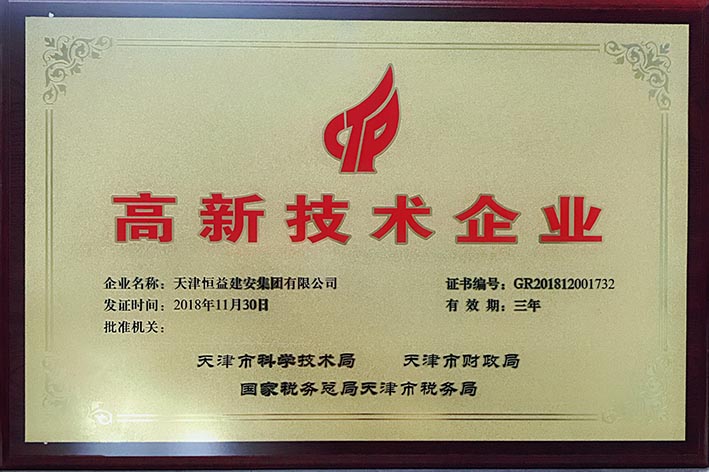 CTP
高新技术企业
企业名称：天津恒益建安集团有限公司 证书编号：GR201812001732
发证时间：2018年11月30日 有 效 期：三年
批准机关：
天津市科学技术局 天津市财政局
国家税务总局天津市税务局